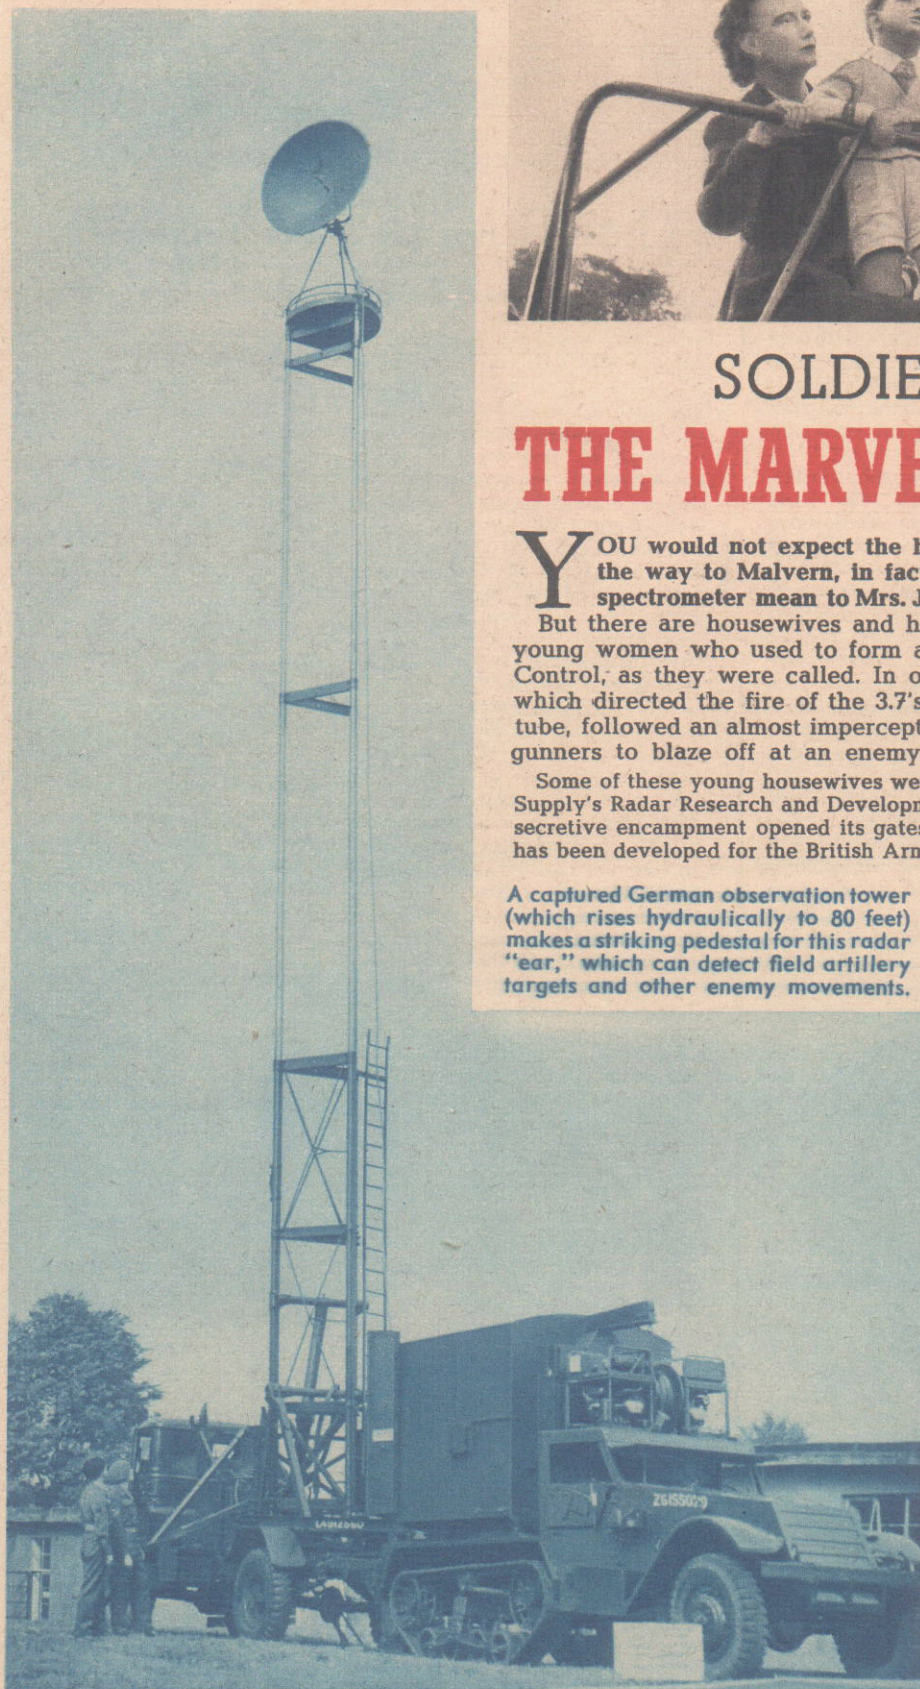 SOLDIE
THE MARVE
YOU would not expect the h
the way to Malvern, in fac
spectrometer mean to Mrs. J
But there are housewives and h
young women who used to form a
Control, as they were called. In o
which directed the fire of the 3.7's
tube, followed an almost impercept
gunners to blaze off at an enemy
Some of these young housewives we
Supply's Radar Research and Developm
secretive encampment opened its gates
has been developed for the British Arm
A captured German observation tower
(which rises hydraulically to 80 feet)
makes a striking pedestal for this radar
“ear,” which can detect field artillery
targets and other enemy movements.
Z6155029